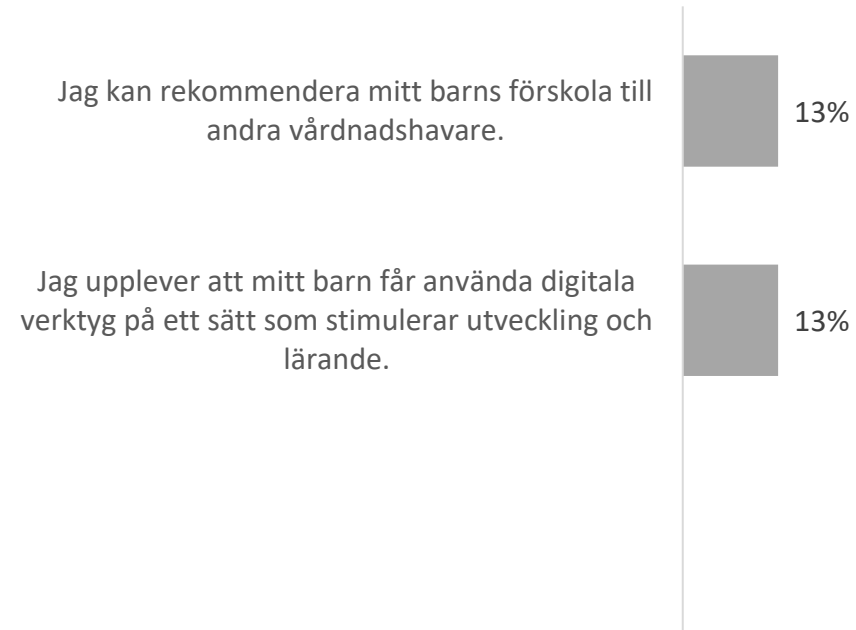 Jag kan rekommendera mitt barns förskola till
andra vårdnadshavare.
13%
Jag upplever att mitt barn får använda digitala
verktyg på ett sätt som stimulerar utveckling och
lärande.
13%